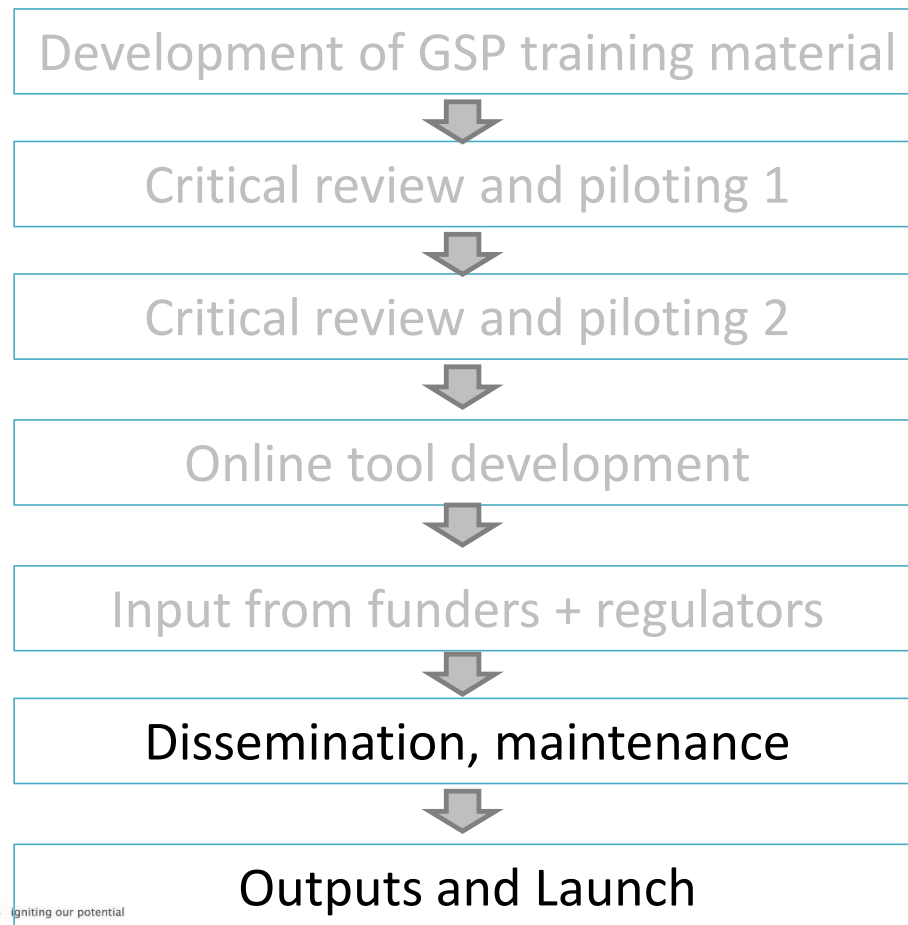 Development of GSP training material
Critical review and piloting 1
Critical review and piloting 2
Online tool development
Input from funders + regulators
Dissemination, maintenance
Outputs and Launch
igniting our potential